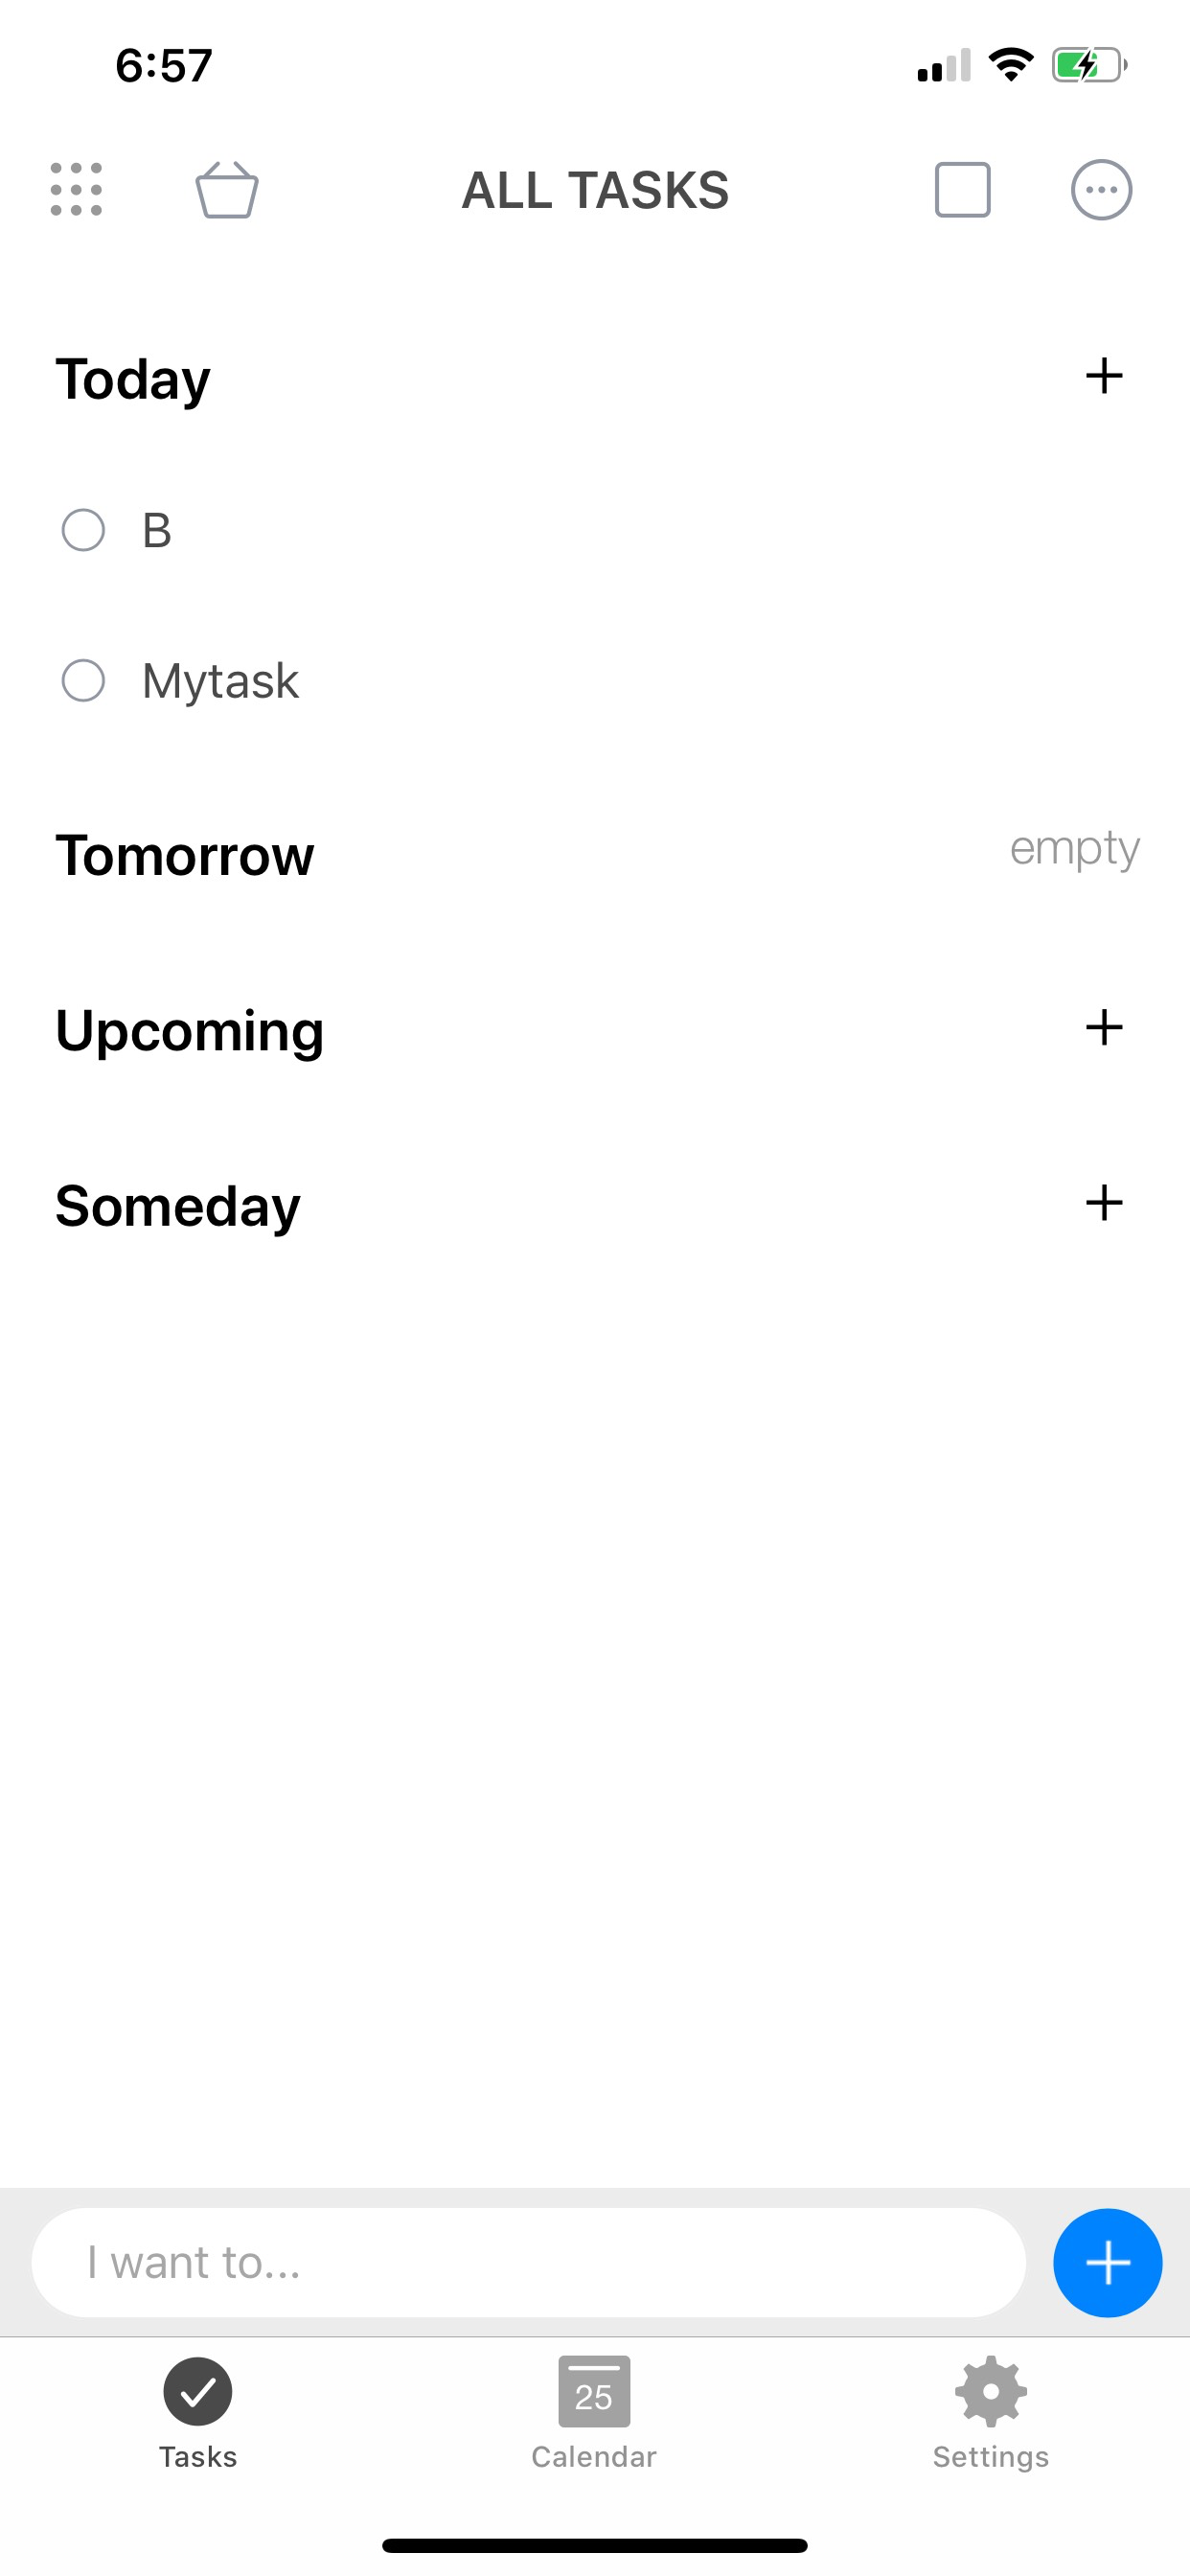 6:57
ALL TASKS
Today
B
Mytask
Tomorrow empty
Upcoming
Someday
I want to...
25
Tasks Calendar Settings